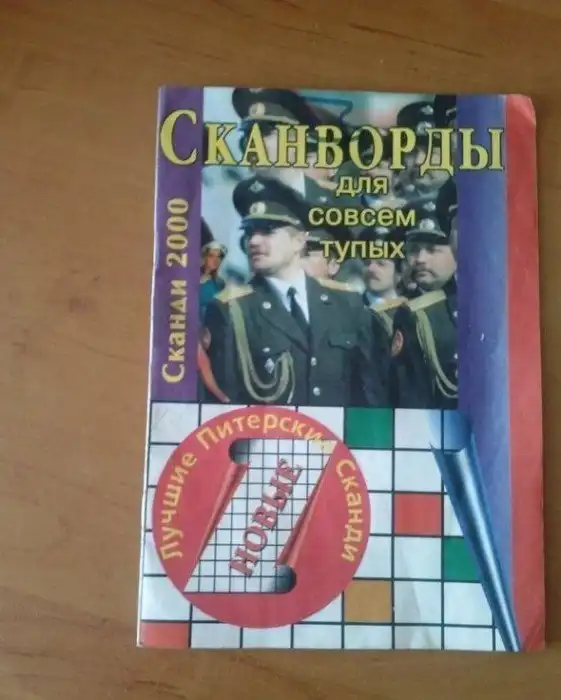 Сканворды
для
совсем
тупых
Сканди 2000
Лучшие Питерские Сканди
НОВЫЕ